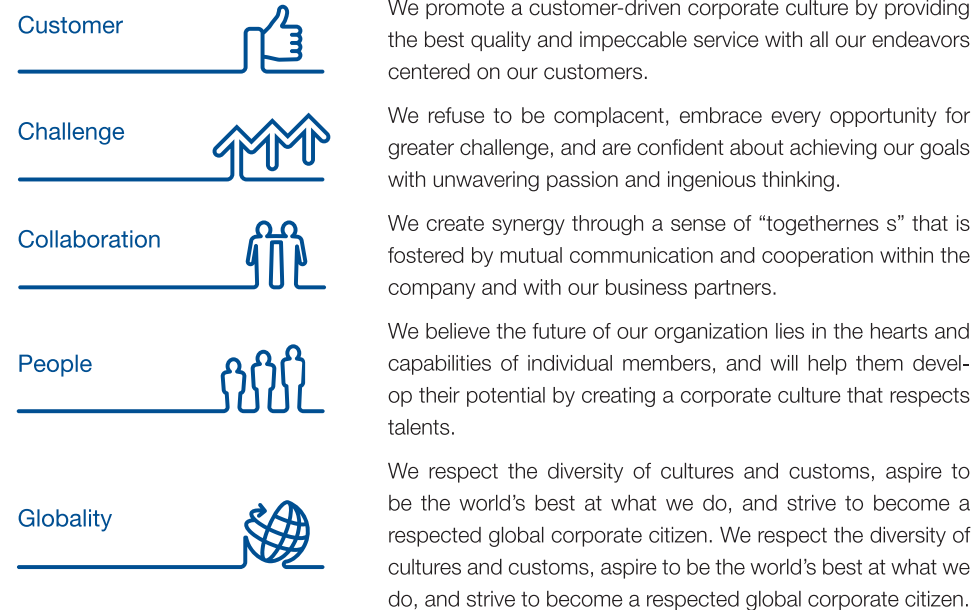 Customer
We promote a customer-driven corporate culture by providing
the best quality and impeccable service with all our endeavors
centered on our customers.
Challenge
We refuse to be complacent, embrace every opportunity for
greater challenge, and are confident about achieving our goals
with unwavering passion and ingenious thinking.
Collaboration
We create synergy through a sense of “togethernes s” that is
fostered by mutual communication and cooperation within the
company and with our business partners.
People
We believe the future of our organization lies in the hearts and
capabilities of individual members, and will help them devel-
op their potential by creating a corporate culture that respects
talents.
Globality
We respect the diversity of cultures and customs, aspire to
be the world’s best at what we do, and strive to become a
respected global corporate citizen. We respect the diversity of
cultures and customs, aspire to be the world’s best at what we
do, and strive to become a respected global corporate citizen.